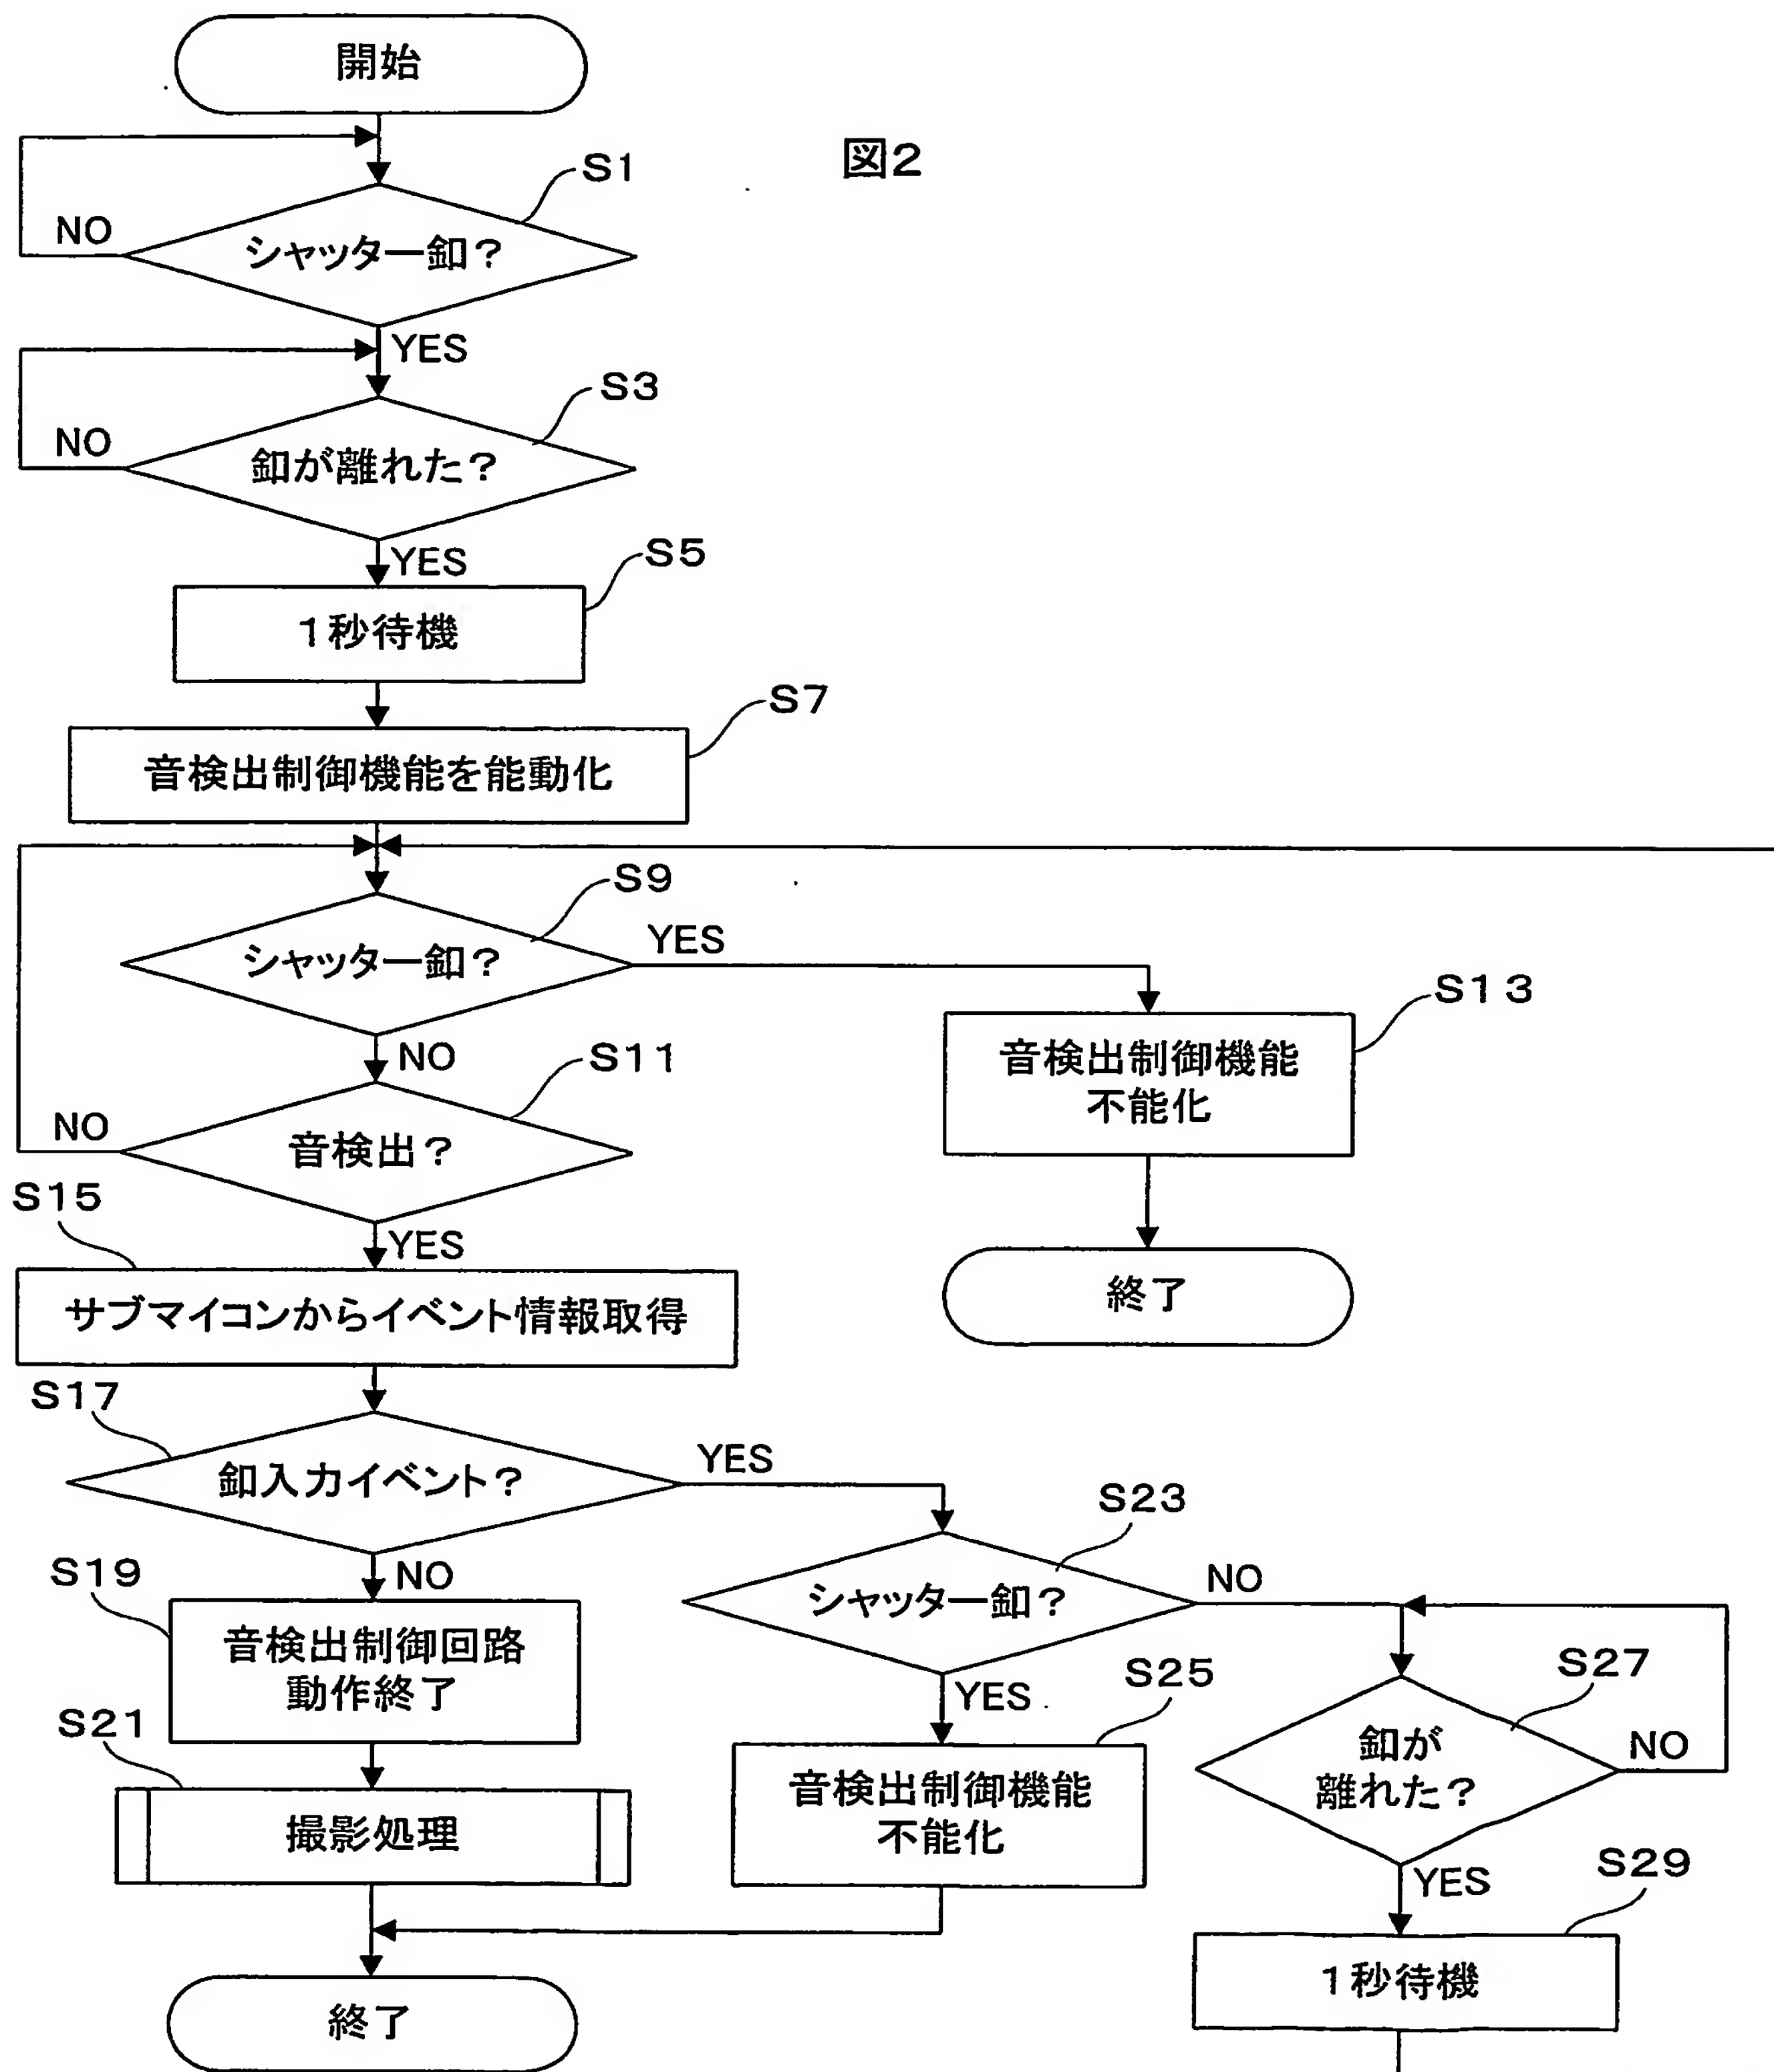 開始
図2
S1
NO
シャッター釦？
YES
S3
NO
釦が離れた？
YES
S5
1秒待機
S7
音検出制御機能を能動化
S9
シャッター釦？
YES
S13
NO
S11
音検出制御機能
不能化
NO
音検出？
S15
YES
サブマイコンからイベント情報取得
終了
S17
釦入力イベント？
YES
S23
S19
NO
シャッター釦？
NO
音検出制御回路
動作終了
S25
S27
YES
S21
釦が
離れた？
NO
撮影処理
音検出制御機能
不能化
S29
YES
1秒待機
終了